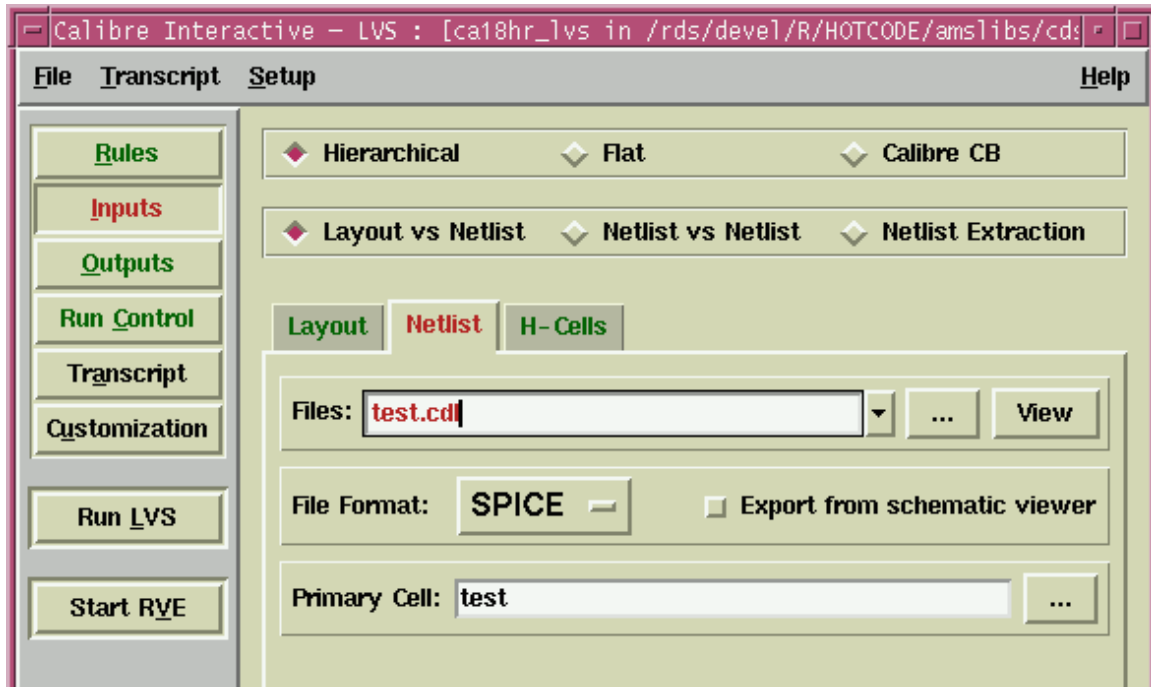 Calibre Interactive – LVS : [ca18hr_lvs in /rds/devel/R/HOTCODE/amslibs/cds
File Transcript Setup Help
Rules
Inputs
Outputs
Run Control
Transcript
Customization
Run LVS
Start RVE
Hierarchical Flat Calibre CB
Layout vs Netlist Netlist vs Netlist Netlist Extraction
Layout Netlist H-Cells
Files: test.cdl ... View
File Format: SPICE Export from schematic viewer
Primary Cell: test ...